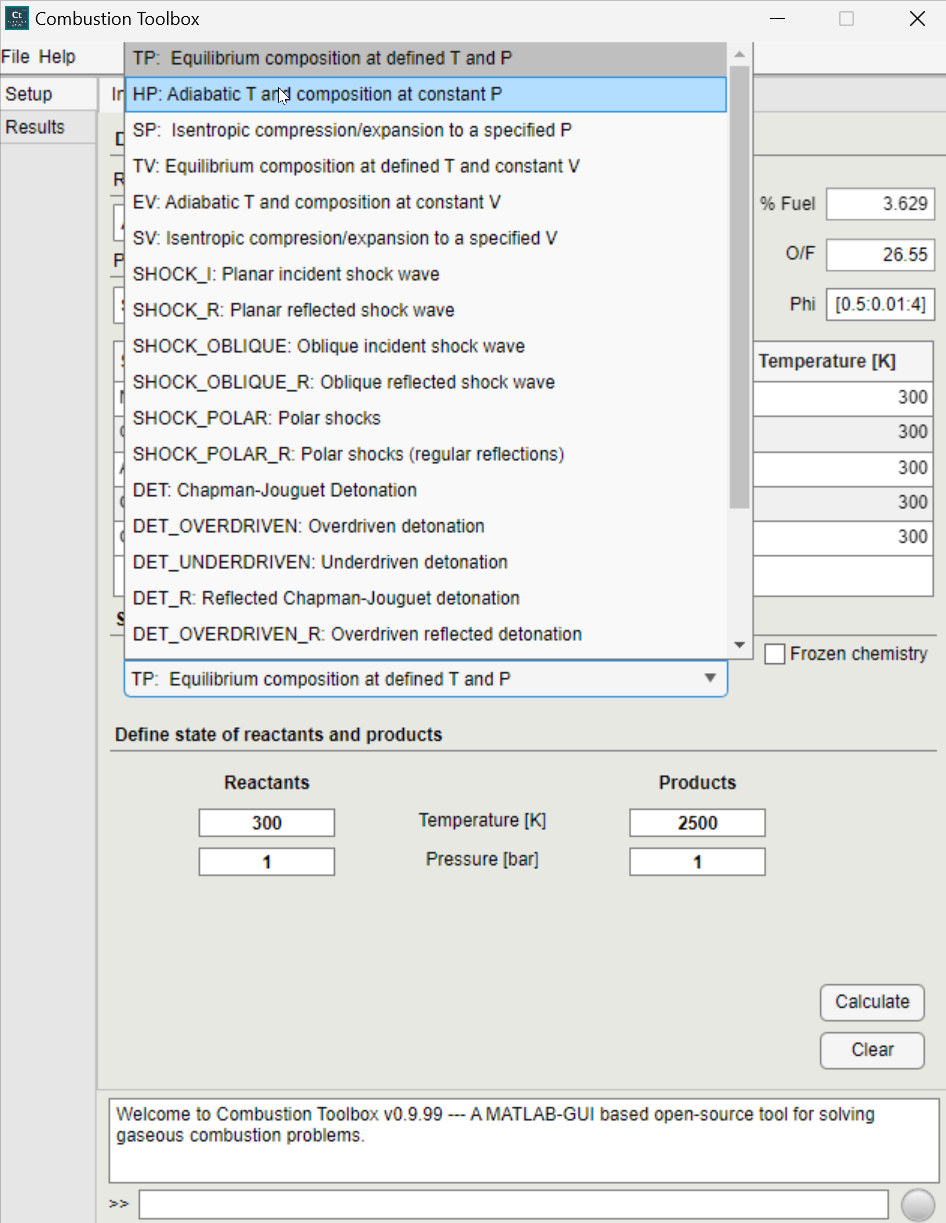 Combustion Toolbox
File Help
Setup
Results
TP: Equilibrium composition at defined T and P
HP: Adiabatic T and composition at constant P
SP: Isentropic compression/expansion to a specified P
TV: Equilibrium composition at defined T and constant V
EV: Adiabatic T and composition at constant V
SV: Isentropic compresion/expansion to a specified V
SHOCK_I: Planar incident shock wave
SHOCK_R: Planar reflected shock wave
SHOCK_OBLIQUE: Oblique incident shock wave
SHOCK_OBLIQUE_R: Oblique reflected shock wave
SHOCK_POLAR: Polar shocks
SHOCK_POLAR_R: Polar shocks (regular reflections)
DET: Chapman-Jouguet Detonation
DET_OVERDRIVEN: Overdriven detonation
DET_UNDERDRIVEN: Underdriven detonation
DET_R: Reflected Chapman-Jouguet detonation
DET_OVERDRIVEN_R: Overdriven reflected detonation
% Fuel 3.629
O/F 26.55
Phi [0.5:0.01:4]
Temperature [K]
300
300
300
300
300
Frozen chemistry
TP: Equilibrium composition at defined T and P
Define state of reactants and products
Reactants Products
300 Temperature [K] 2500
1 Pressure [bar] 1
Calculate
Clear
Welcome to Combustion Toolbox v0.9.99 --- A MATLAB-GUI based open-source tool for solving
gaseous combustion problems.
>>